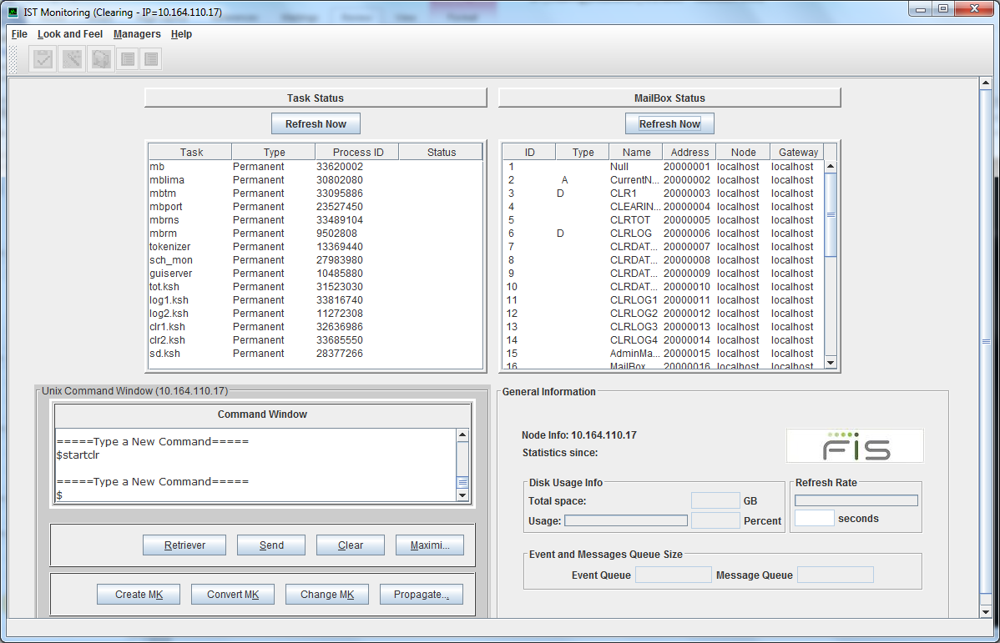 IST Monitoring (Clearing - IP=10.164.110.17)
File Look and Feel Managers Help
Task Status
Refresh Now
Task Type Process ID Status
mb Permanent 33620002
mblima Permanent 30802080
mbtm Permanent 33095886
mbport Permanent 23527450
mbrns Permanent 33489104
mbrm Permanent 9502808
tokenizer Permanent 13369440
sch_mon Permanent 27983980
guiserver Permanent 10485880
tot.ksh Permanent 31523030
log1.ksh Permanent 33816740
log2.ksh Permanent 11272308
clr1.ksh Permanent 32636986
clr2.ksh Permanent 33685550
sd.ksh Permanent 28377266
MailBox Status
Refresh Now
ID Type Name Address Node Gateway
1 Null 20000001 localhost localhost
2 A CurrentN... 20000002 localhost localhost
3 D CLR1 20000003 localhost localhost
4 CLEARIN... 20000004 localhost localhost
5 CLRTOT 20000005 localhost localhost
6 D CLRLOG 20000006 localhost localhost
7 CLRDAT... 20000007 localhost localhost
8 CLRDAT... 20000008 localhost localhost
9 CLRDAT... 20000009 localhost localhost
10 CLRDAT... 20000010 localhost localhost
11 CLRLOG1 20000011 localhost localhost
12 CLRLOG2 20000012 localhost localhost
13 CLRLOG3 20000013 localhost localhost
14 CLRLOG4 20000014 localhost localhost
15 AdminMa... 20000015 localhost localhost
16 MailBox 20000016 localhost localhost
Unix Command Window (10.164.110.17)
Command Window
=====Type a New Command=====
$startclr
=====Type a New Command=====
$
Retriever Send Clear Maximi...
Create MK Convert MK Change MK Propagate...
General Information
Node Info: 10.164.110.17
Statistics since:
FIS
Disk Usage Info
Total space: GB
Usage: Percent
Refresh Rate
seconds
Event and Messages Queue Size
Event Queue Message Queue